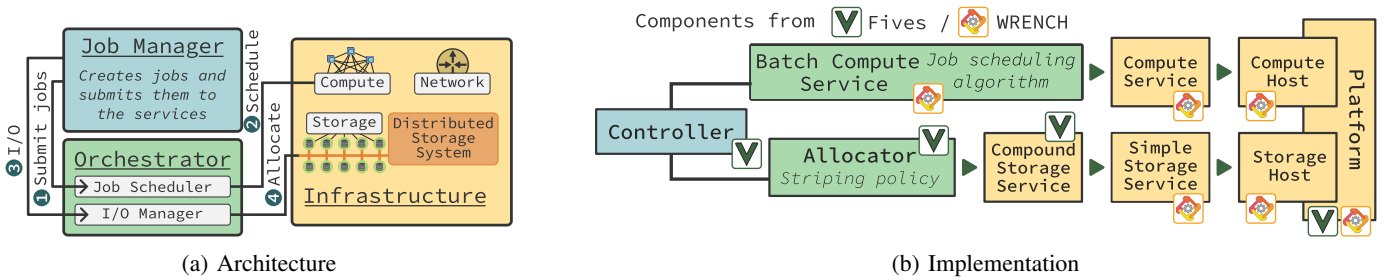 Job Manager
Creates jobs and
submits them to
the services
3 I/O
1 Submit jobs
2 Schedule
4 Allocate
Orchestrator
Job Scheduler
I/O Manager
Compute
Network
Storage
Distributed
Storage
System
Infrastructure
(a) Architecture
Components from V Fives / WRENCH
Controller
Batch Compute
Service
Job scheduling
algorithm
Compute
Service
Compute
Host
Allocator
Striping policy
Compound
Storage
Service
Simple
Storage
Service
Storage
Host
Platform
(b) Implementation